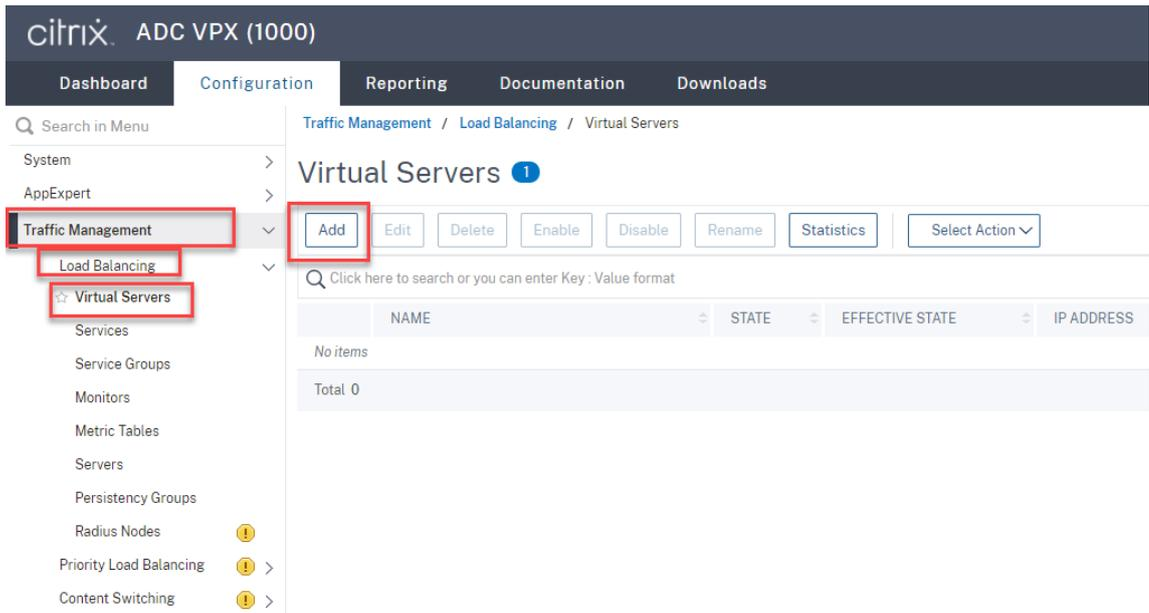 citrix. ADC VPX (1000)
Dashboard Configuration Reporting Documentation Downloads
Search in Menu
System
AppExpert
Traffic Management
Load Balancing
Virtual Servers
Services
Service Groups
Monitors
Metric Tables
Servers
Persistency Groups
Radius Nodes
Priority Load Balancing
Content Switching
Traffic Management / Load Balancing / Virtual Servers
Virtual Servers 1
Add Edit Delete Enable Disable Rename Statistics Select Action
Click here to search or you can enter Key : Value format
NAME STATE EFFECTIVE STATE IP ADDRESS
No items
Total 0